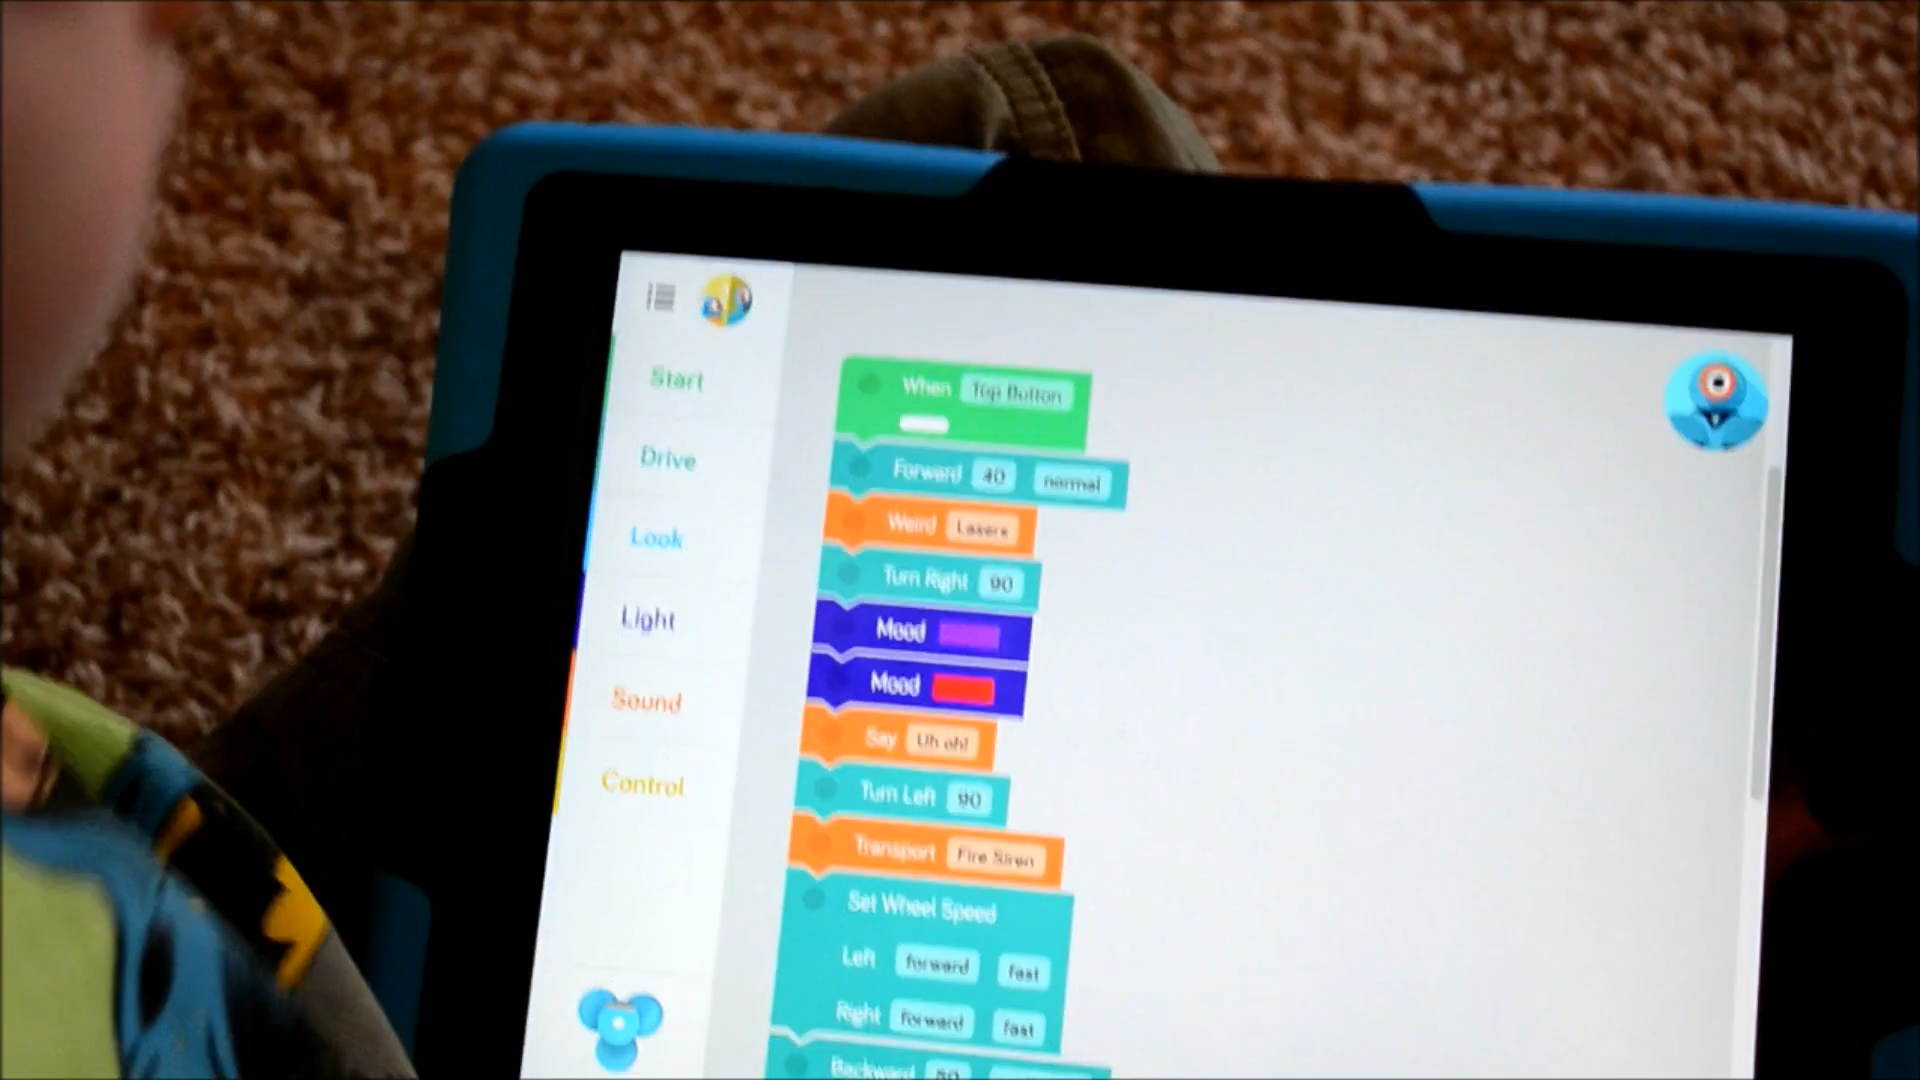 Start
Drive
Look
Light
Sound
Control
When Top Button
Forward 40 normal
Weird Lasers
Turn Right 90
Mood
Mood
Say Uh oh!
Turn Left 90
Transport Fire Siren
Set Wheel Speed
Left forward fast
Right forward fast
Backward